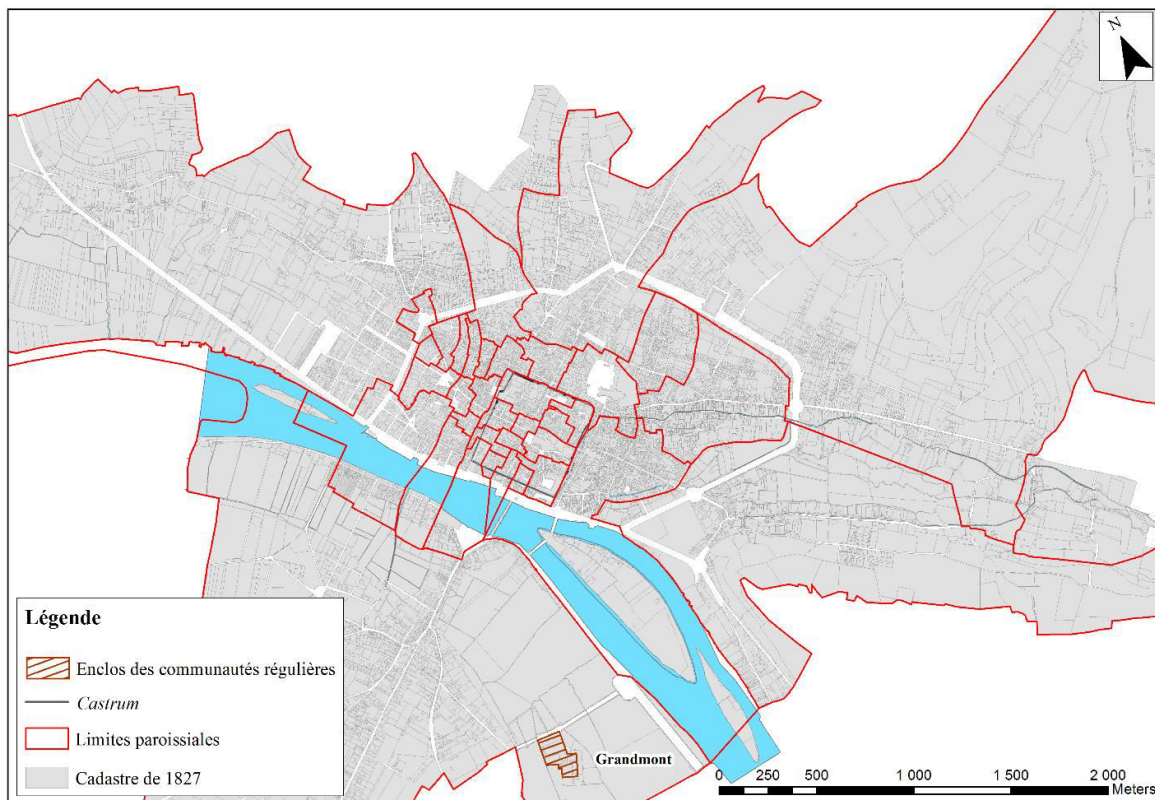 N
Légende
Enclos des communautés régulières
Castrum
Limites paroissiales
Cadastre de 1827
Grandmont
0 250 500 1 000 1 500 2 000
Meters